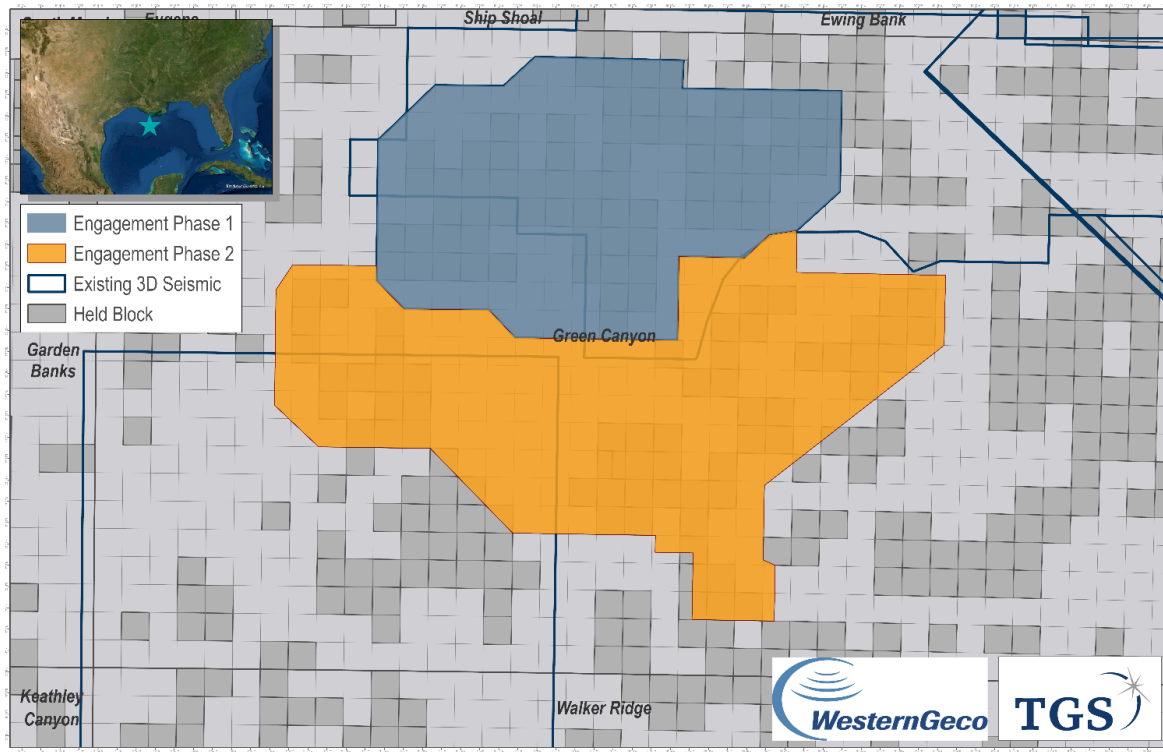 Ship Shoal
Ewing Bank
Engagement Phase 1
Engagement Phase 2
Existing 3D Seismic
Held Block
Green Canyon
Garden
Banks
Keathley
Canyon
Walker Ridge
WesternGeco
TGS